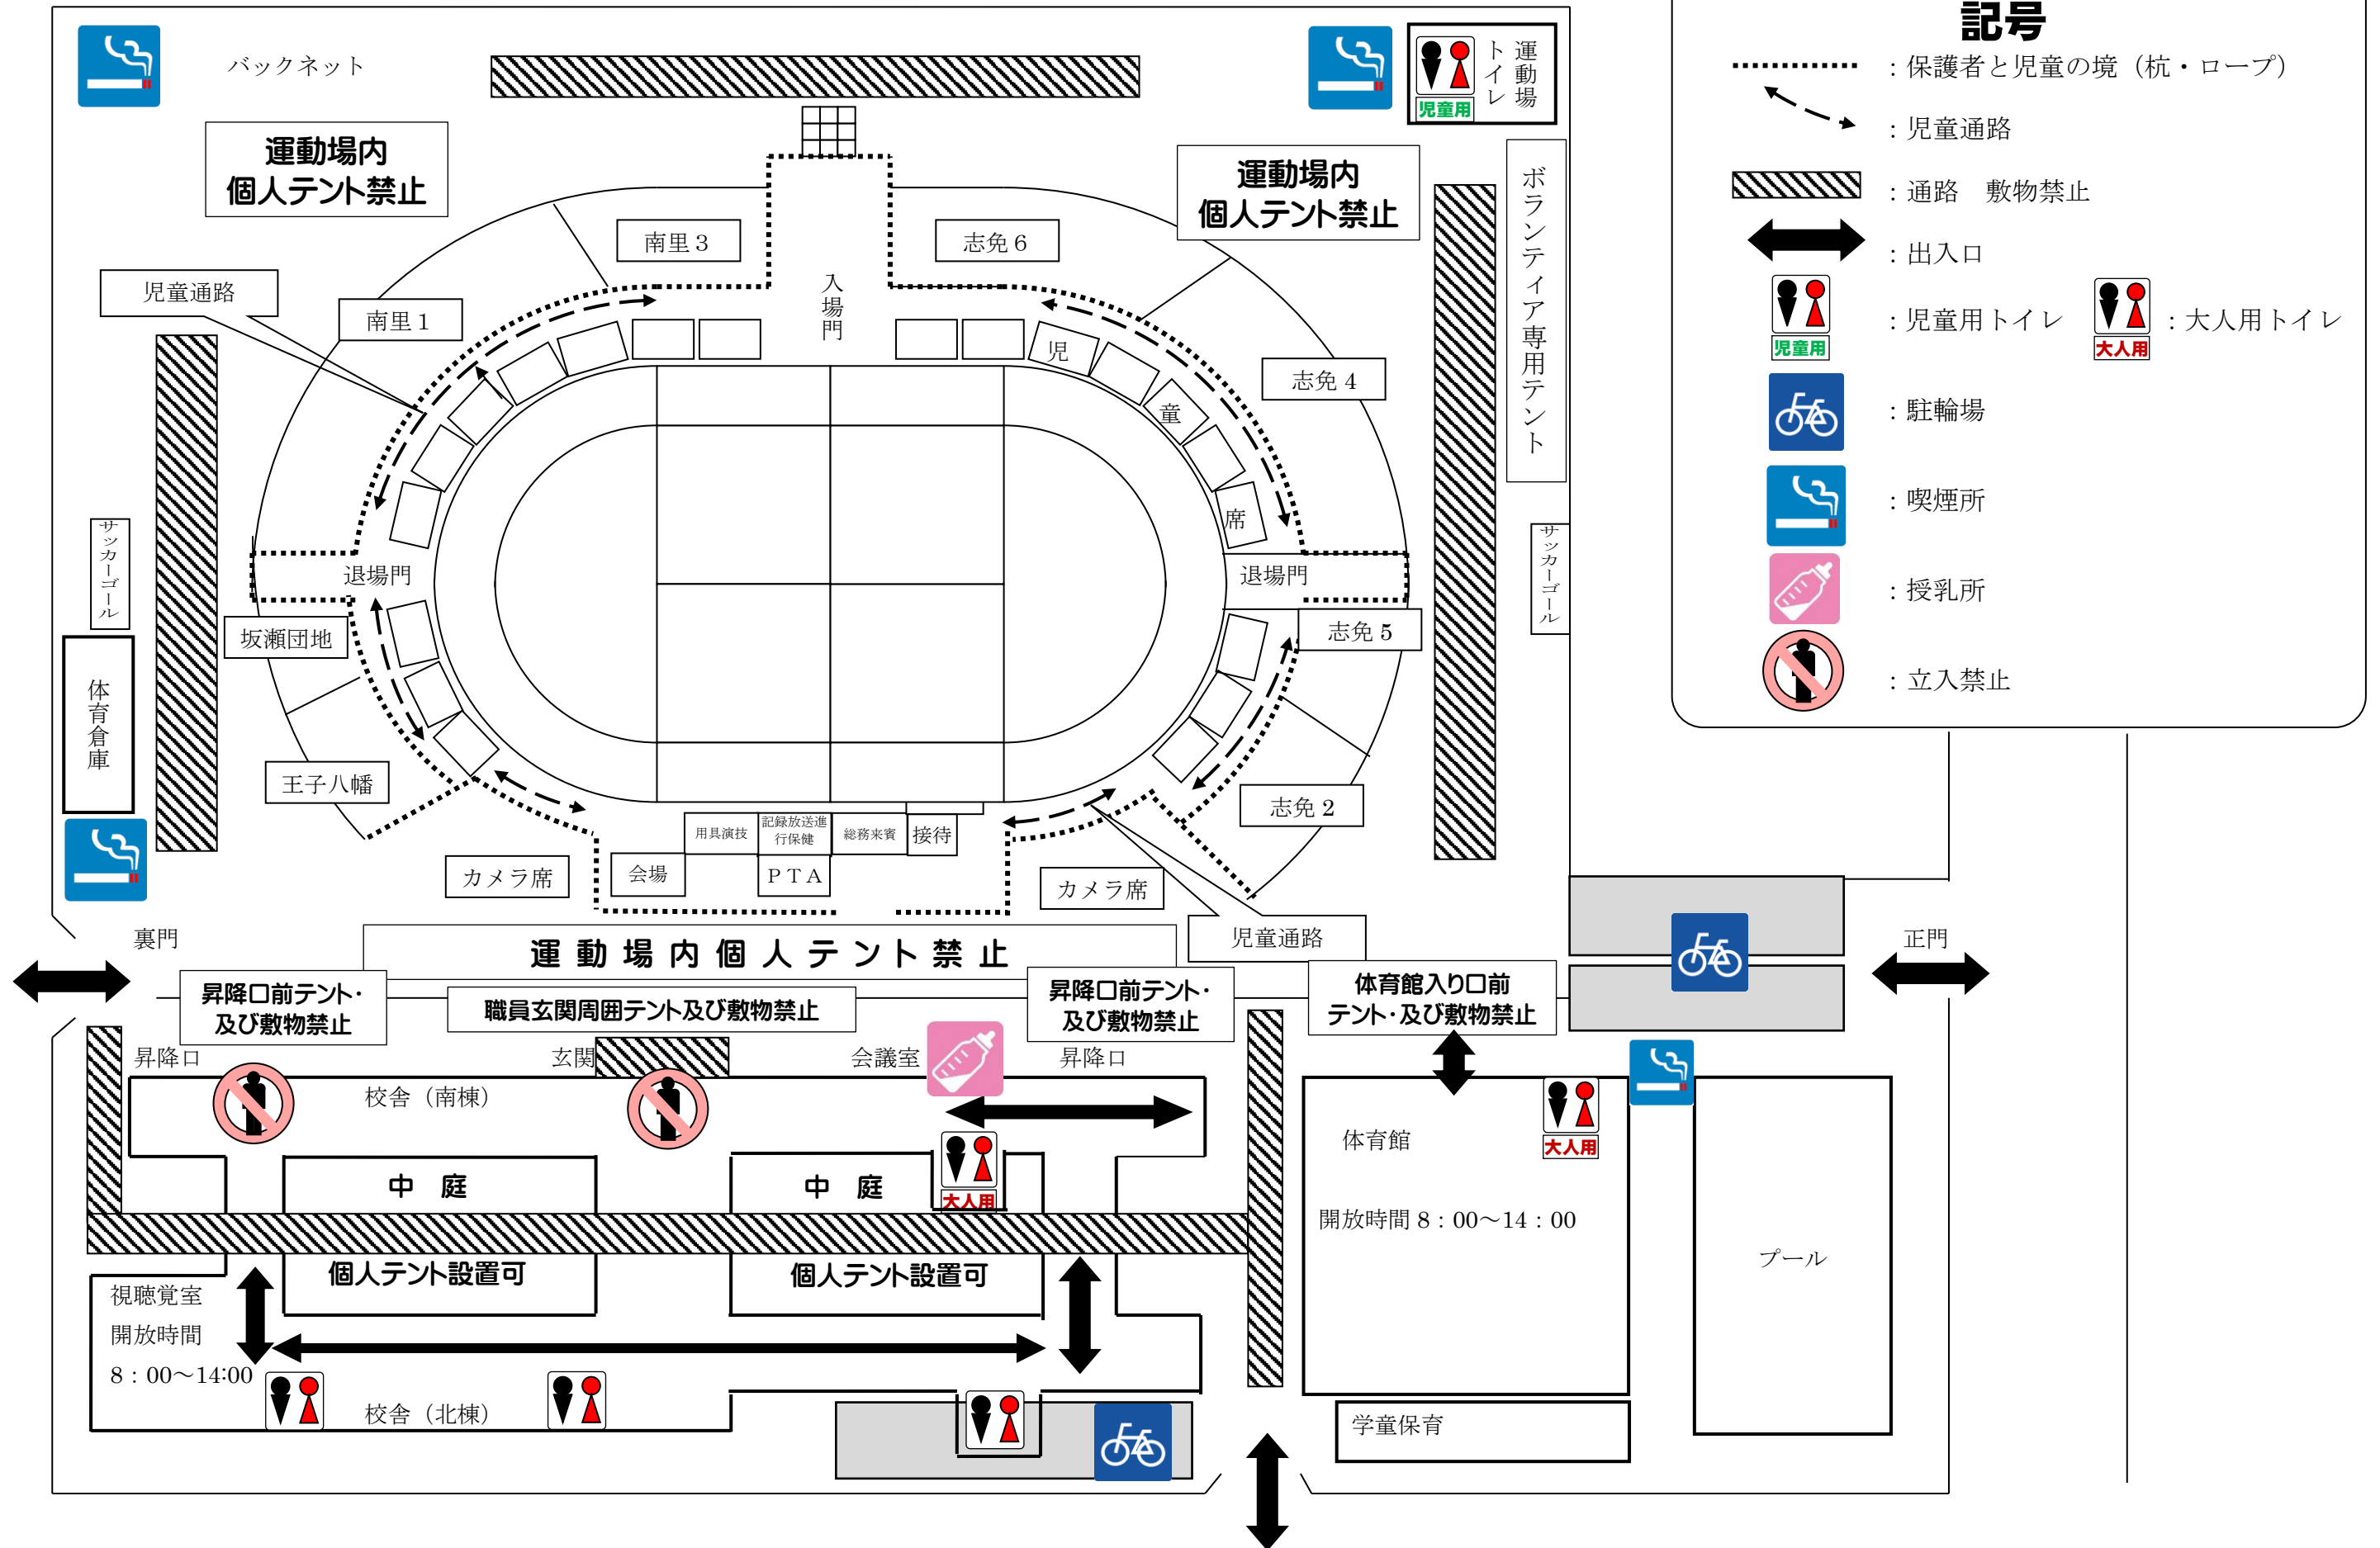 記号
：保護者と児童の境（杭・ロープ）
：児童通路
：通路　敷物禁止
：出入口
児童用
：児童用トイレ
大人用
：大人用トイレ
：駐輪場
：喫煙所
：授乳所
：立入禁止
バックネット
運動場
トイレ
児童用
運動場内
個人テント禁止
運動場内
個人テント禁止
ボランティア専用テント
南里３
志免６
入場門
児童通路
南里１
児
童
席
志免４
サッカーゴール
サッカーゴール
退場門
退場門
坂瀬団地
志免５
体育倉庫
王子八幡
志免２
用具演技
記録放送進
行保健
総務来賓
接待
会場
ＰＴＡ
カメラ席
カメラ席
児童通路
裏門
正門
運動場内個人テント禁止
昇降口前テント・
及び敷物禁止
職員玄関周囲テント及び敷物禁止
昇降口前テント・
及び敷物禁止
体育館入り口前
テント・及び敷物禁止
昇降口
玄関
会議室
昇降口
校舎（南棟）
体育館
大人用
中　庭
中　庭
大人用
開放時間 8：00～14：00
プール
個人テント設置可
個人テント設置可
視聴覚室
開放時間
8：00～14:00
校舎（北棟）
学童保育